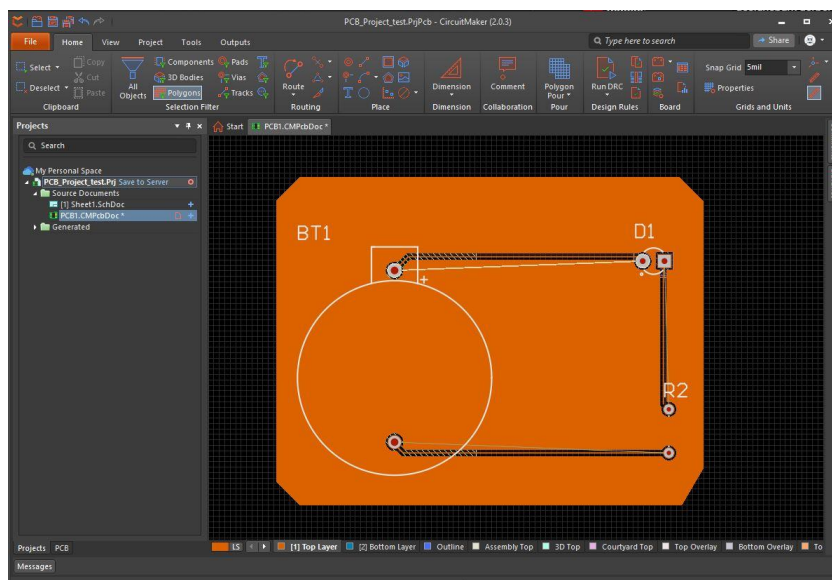 PCB_Project_test.PrjPcb - CircuitMaker (2.0.3)
File Home View Project Tools Outputs Type here to search Share
Select Copy Cut Paste Deselect
Clipboard
All Objects Components 3D Bodies Polygons Pads Vias Tracks
Selection Filter
Route
Routing
Place
Dimension
Dimension
Comment
Collaboration
Polygon Pour
Pour
Run DRC
Design Rules
Board
Snap Grid 5mil
Properties
Grids and Units
Projects
Start PCB1.CMPcbDoc *
Search
My Personal Space
PCB_Project_test.Prj Save to Server
Source Documents
[1] Sheet1.SchDoc
PCB1.CMPcbDoc *
Generated
BT1
D1
+
R2
Projects PCB
LS [1] Top Layer [2] Bottom Layer Outline Assembly Top 3D Top Courtyard Top Top Overlay Bottom Overlay To
Messages